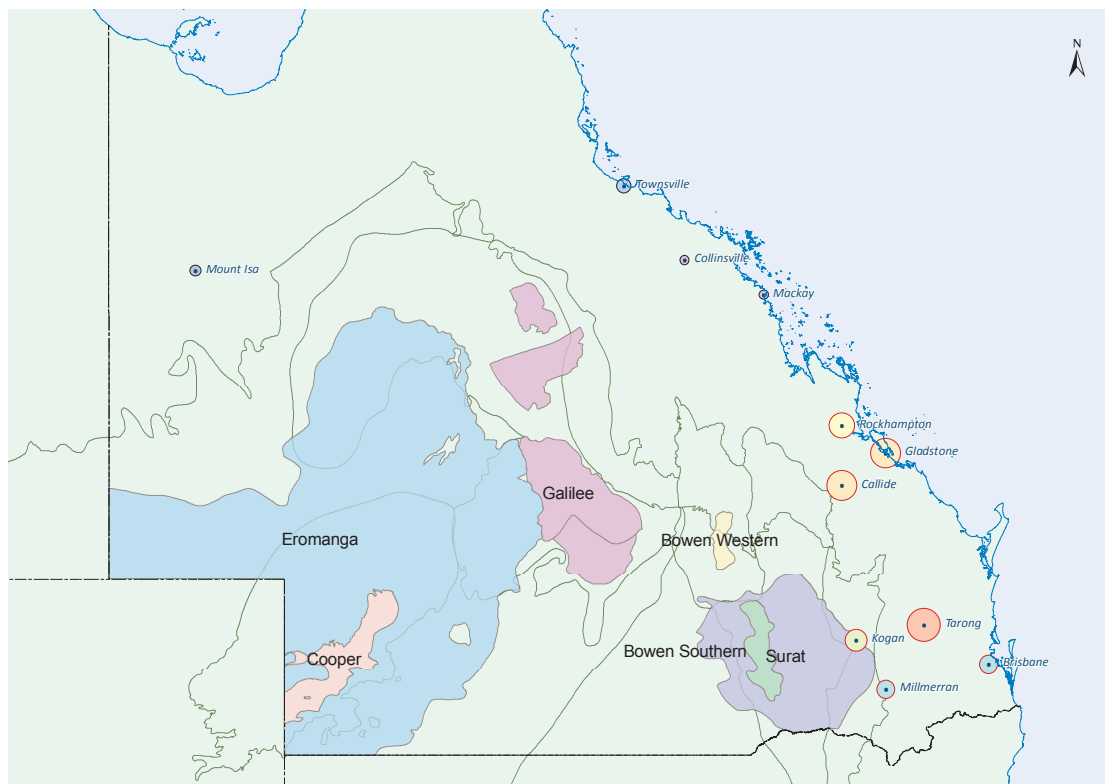 N
Townsville
Collinsville
Mount Isa
Mackay
Rockhampton
Gladstone
Callide
Galilee
Eromanga
Bowen Western
Tarong
Kogan
Bowen Southern
Surat
Cooper
Brisbane
Millmerran